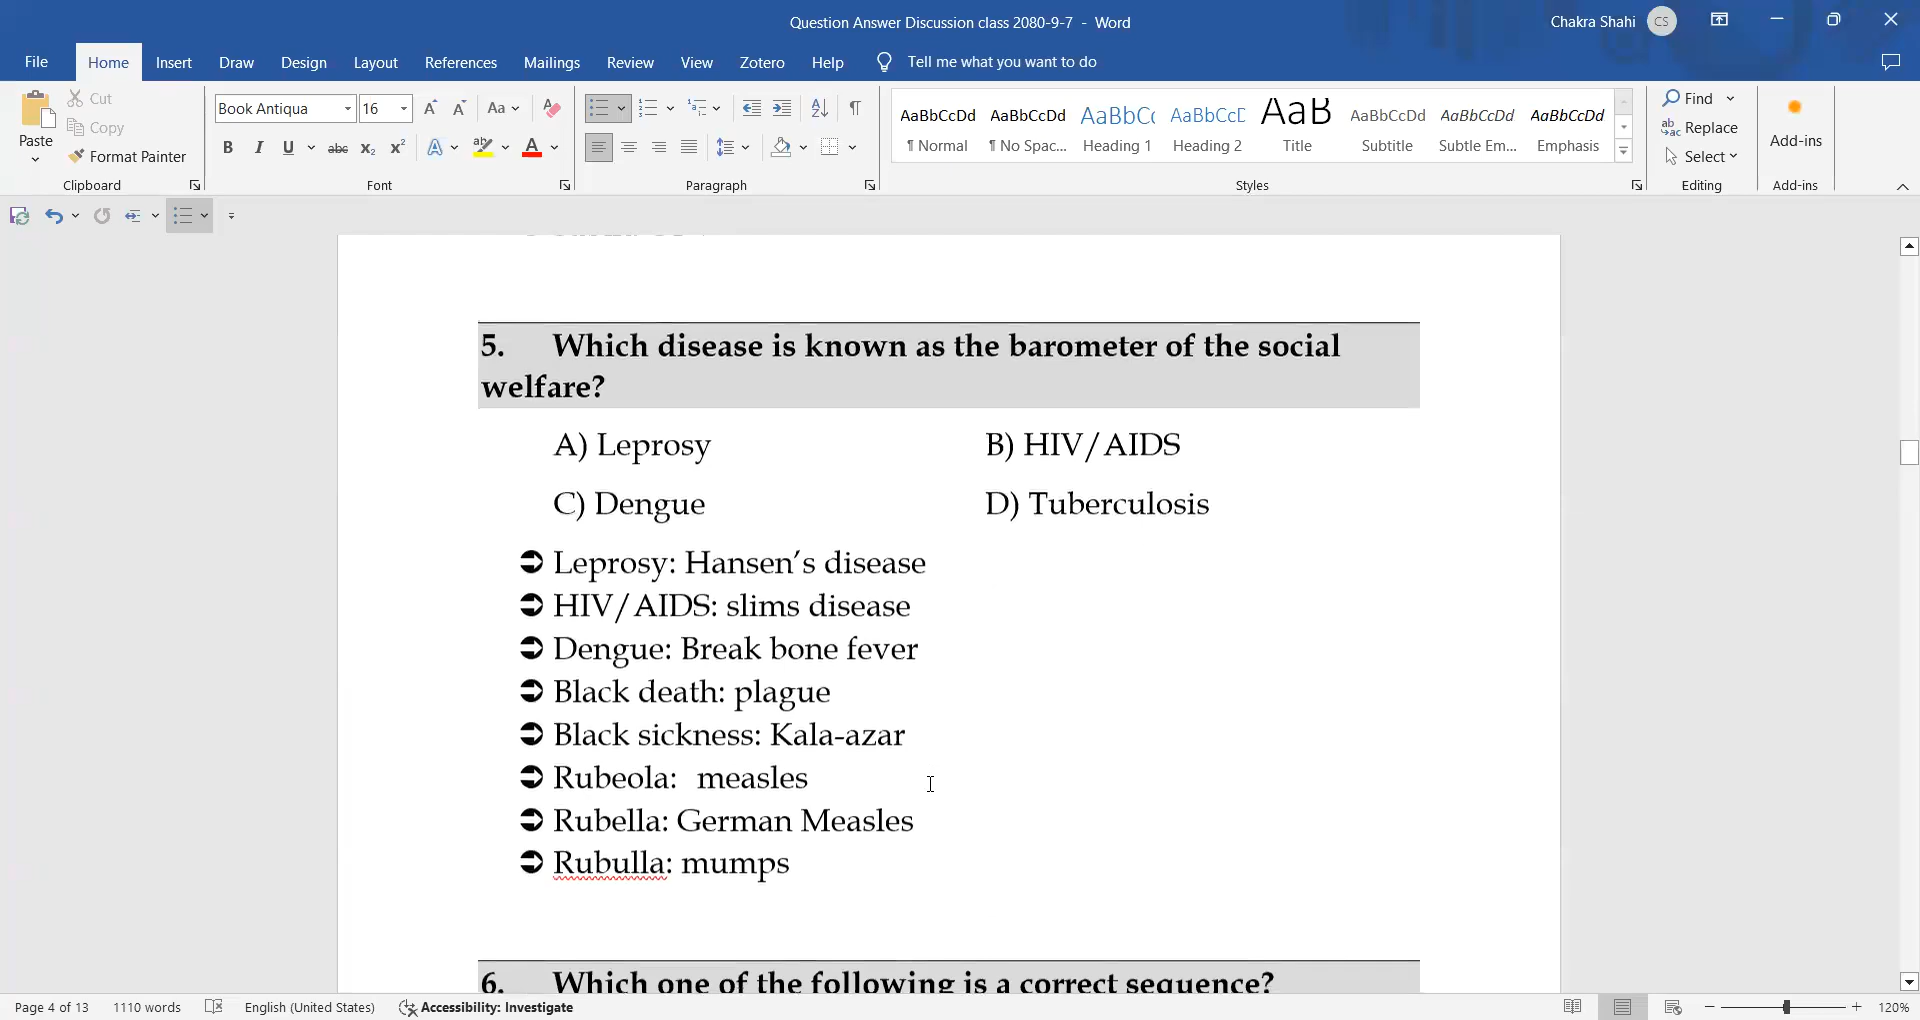 Question Answer Discussion class 2080-9-7 - Word
Chakra Shahi CS
File Home Insert Draw Design Layout References Mailings Review View Zotero Help Tell me what you want to do
Paste
Cut
Copy
Format Painter
Clipboard
Book Antiqua 16
Font
Paragraph
AaBbCcDd AaBbCcDd AaBbC AaBbCcE AaB AaBbCcDd AaBbCcDd AaBbCcDd
¶ Normal ¶ No Spac... Heading 1 Heading 2 Title Subtitle Subtle Em... Emphasis
Styles
Find
Replace
Select
Editing
Add-ins
Add-ins
5. Which disease is known as the barometer of the social
welfare?
A) Leprosy B) HIV/AIDS
C) Dengue D) Tuberculosis
Leprosy: Hansen’s disease
HIV/AIDS: slims disease
Dengue: Break bone fever
Black death: plague
Black sickness: Kala-azar
Rubeola: measles
Rubella: German Measles
Rubulla: mumps
6. Which one of the following is a correct sequence?
Page 4 of 13 1110 words English (United States) Accessibility: Investigate 120%